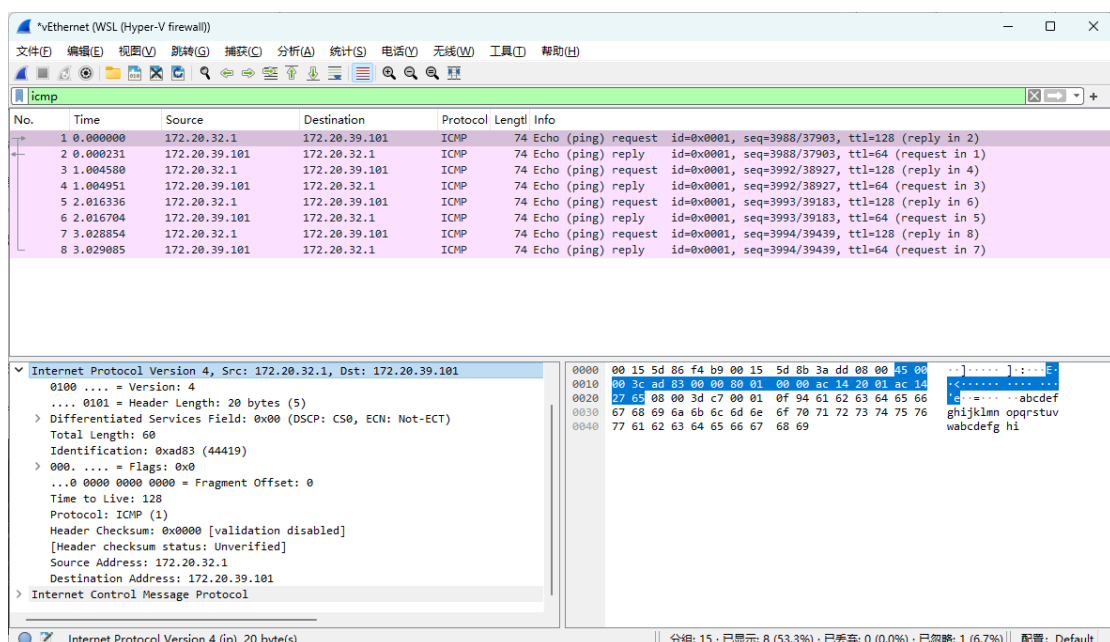 *vEthernet (WSL (Hyper-V firewall))
文件(F) 编辑(E) 视图(V) 跳转(G) 捕获(C) 分析(A) 统计(S) 电话(Y) 无线(W) 工具(T) 帮助(H)
icmp
No. Time Source Destination Protocol Lengtl Info
1 0.000000 172.20.32.1 172.20.39.101 ICMP 74 Echo (ping) request id=0x0001, seq=3988/37903, ttl=128 (reply in 2)
2 0.000231 172.20.39.101 172.20.32.1 ICMP 74 Echo (ping) reply id=0x0001, seq=3988/37903, ttl=64 (request in 1)
3 1.004580 172.20.32.1 172.20.39.101 ICMP 74 Echo (ping) request id=0x0001, seq=3992/38927, ttl=128 (reply in 4)
4 1.004951 172.20.39.101 172.20.32.1 ICMP 74 Echo (ping) reply id=0x0001, seq=3992/38927, ttl=64 (request in 3)
5 2.016336 172.20.32.1 172.20.39.101 ICMP 74 Echo (ping) request id=0x0001, seq=3993/39183, ttl=128 (reply in 6)
6 2.016704 172.20.39.101 172.20.32.1 ICMP 74 Echo (ping) reply id=0x0001, seq=3993/39183, ttl=64 (request in 5)
7 3.028854 172.20.32.1 172.20.39.101 ICMP 74 Echo (ping) request id=0x0001, seq=3994/39439, ttl=128 (reply in 8)
8 3.029085 172.20.39.101 172.20.32.1 ICMP 74 Echo (ping) reply id=0x0001, seq=3994/39439, ttl=64 (request in 7)
Internet Protocol Version 4, Src: 172.20.32.1, Dst: 172.20.39.101
0100 .... = Version: 4
.... 0101 = Header Length: 20 bytes (5)
Differentiated Services Field: 0x00 (DSCP: CS0, ECN: Not-ECT)
Total Length: 60
Identification: 0xad83 (44419)
000. .... = Flags: 0x0
...0 0000 0000 0000 = Fragment Offset: 0
Time to Live: 128
Protocol: ICMP (1)
Header Checksum: 0x0000 [validation disabled]
[Header checksum status: Unverified]
Source Address: 172.20.32.1
Destination Address: 172.20.39.101
Internet Control Message Protocol
0000 00 15 5d 86 f4 b9 00 15 5d 8b 3a dd 08 00 45 00 ··]····· ]·:···E·
0010 00 3c ad 83 00 00 80 01 00 00 ac 14 20 01 ac 14 ·<······ ···· ···
0020 27 65 08 00 3d c7 00 01 0f 94 61 62 63 64 65 66 'e··=··· ··abcdef
0030 67 68 69 6a 6b 6c 6d 6e 6f 70 71 72 73 74 75 76 ghijklmn opqrstuv
0040 77 61 62 63 64 65 66 67 68 69 wabcdefg hi
Internet Protocol Version 4 (ip), 20 byte(s)
分组: 15 · 已显示: 8 (53.3%) · 已丢弃: 0 (0.0%) · 已忽略: 1 (6.7%)
配置: Default